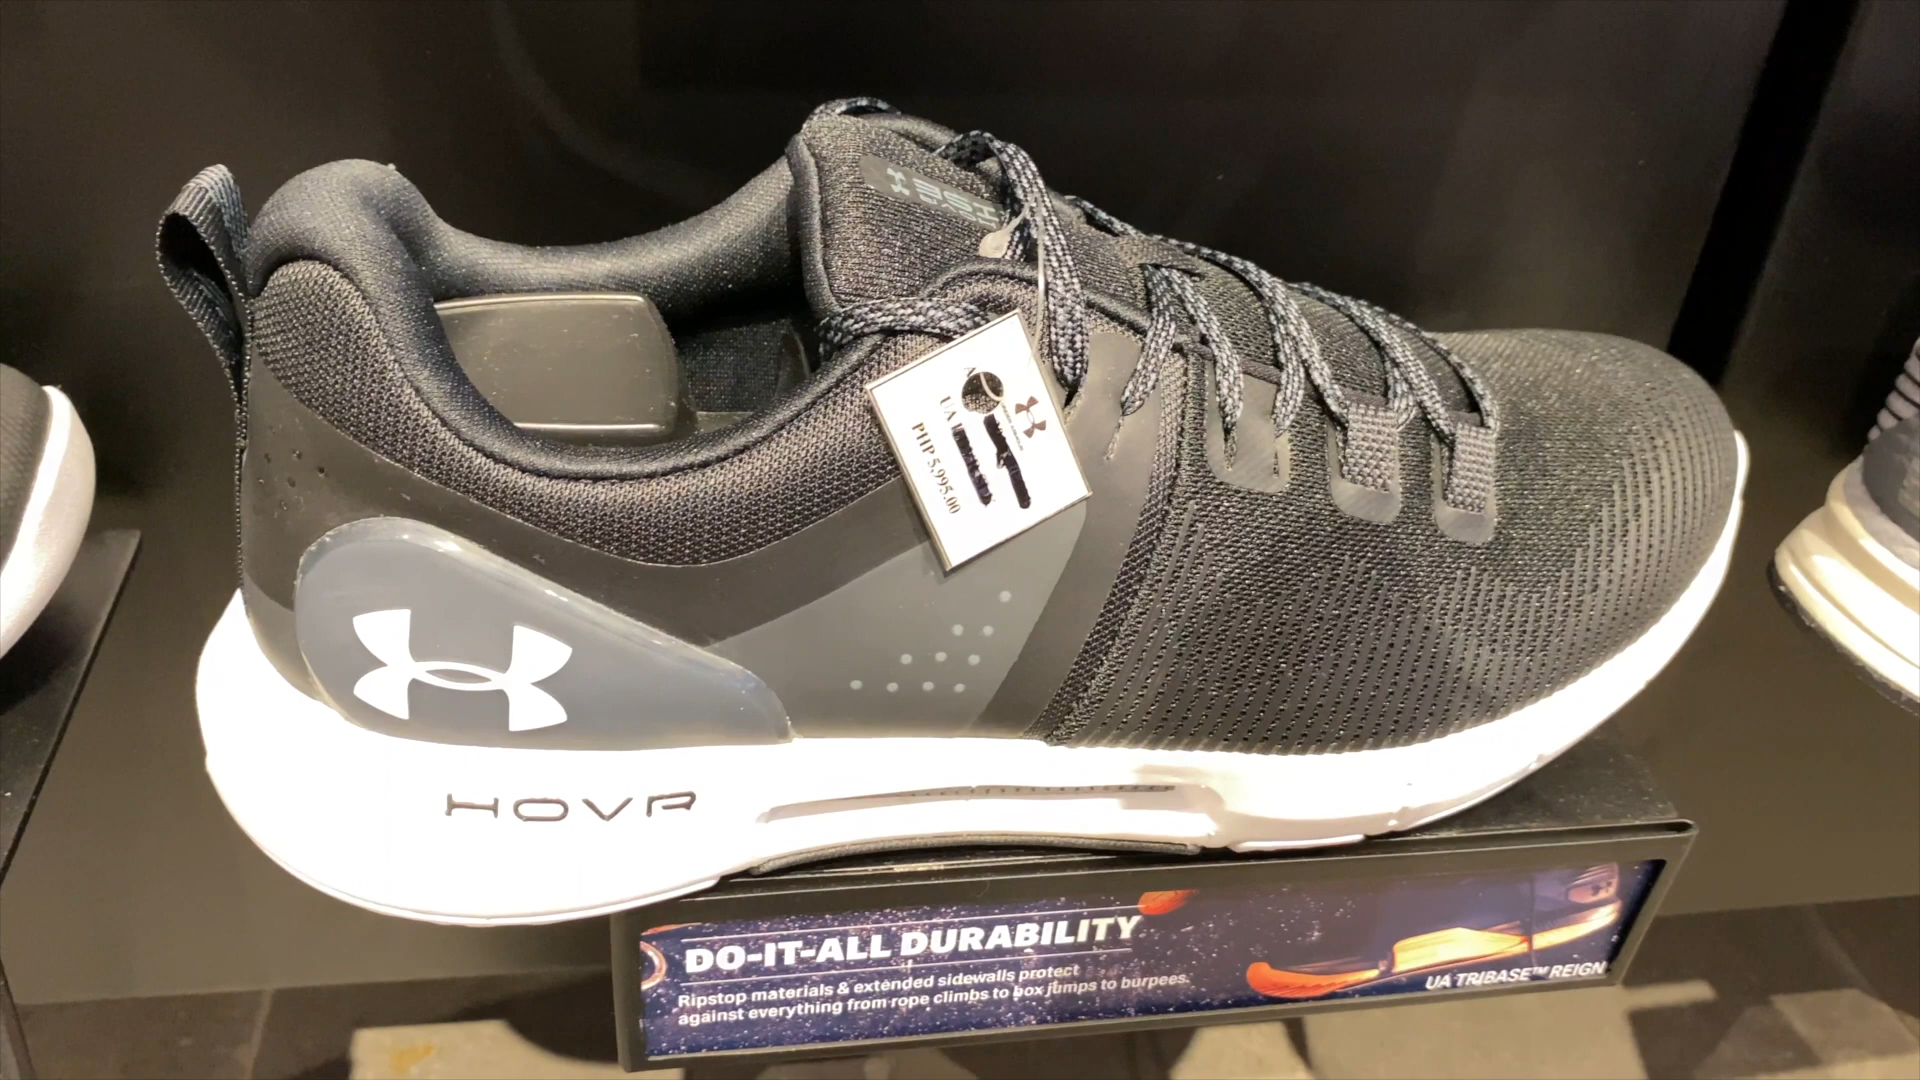 UA
PHP 5,995.00
HOVR
DO-IT-ALL DURABILITY
Ripstop materials & extended sidewalls protect
against everything from rope climbs to box jumps to burpees.
UA TRIBASE™ REIGN